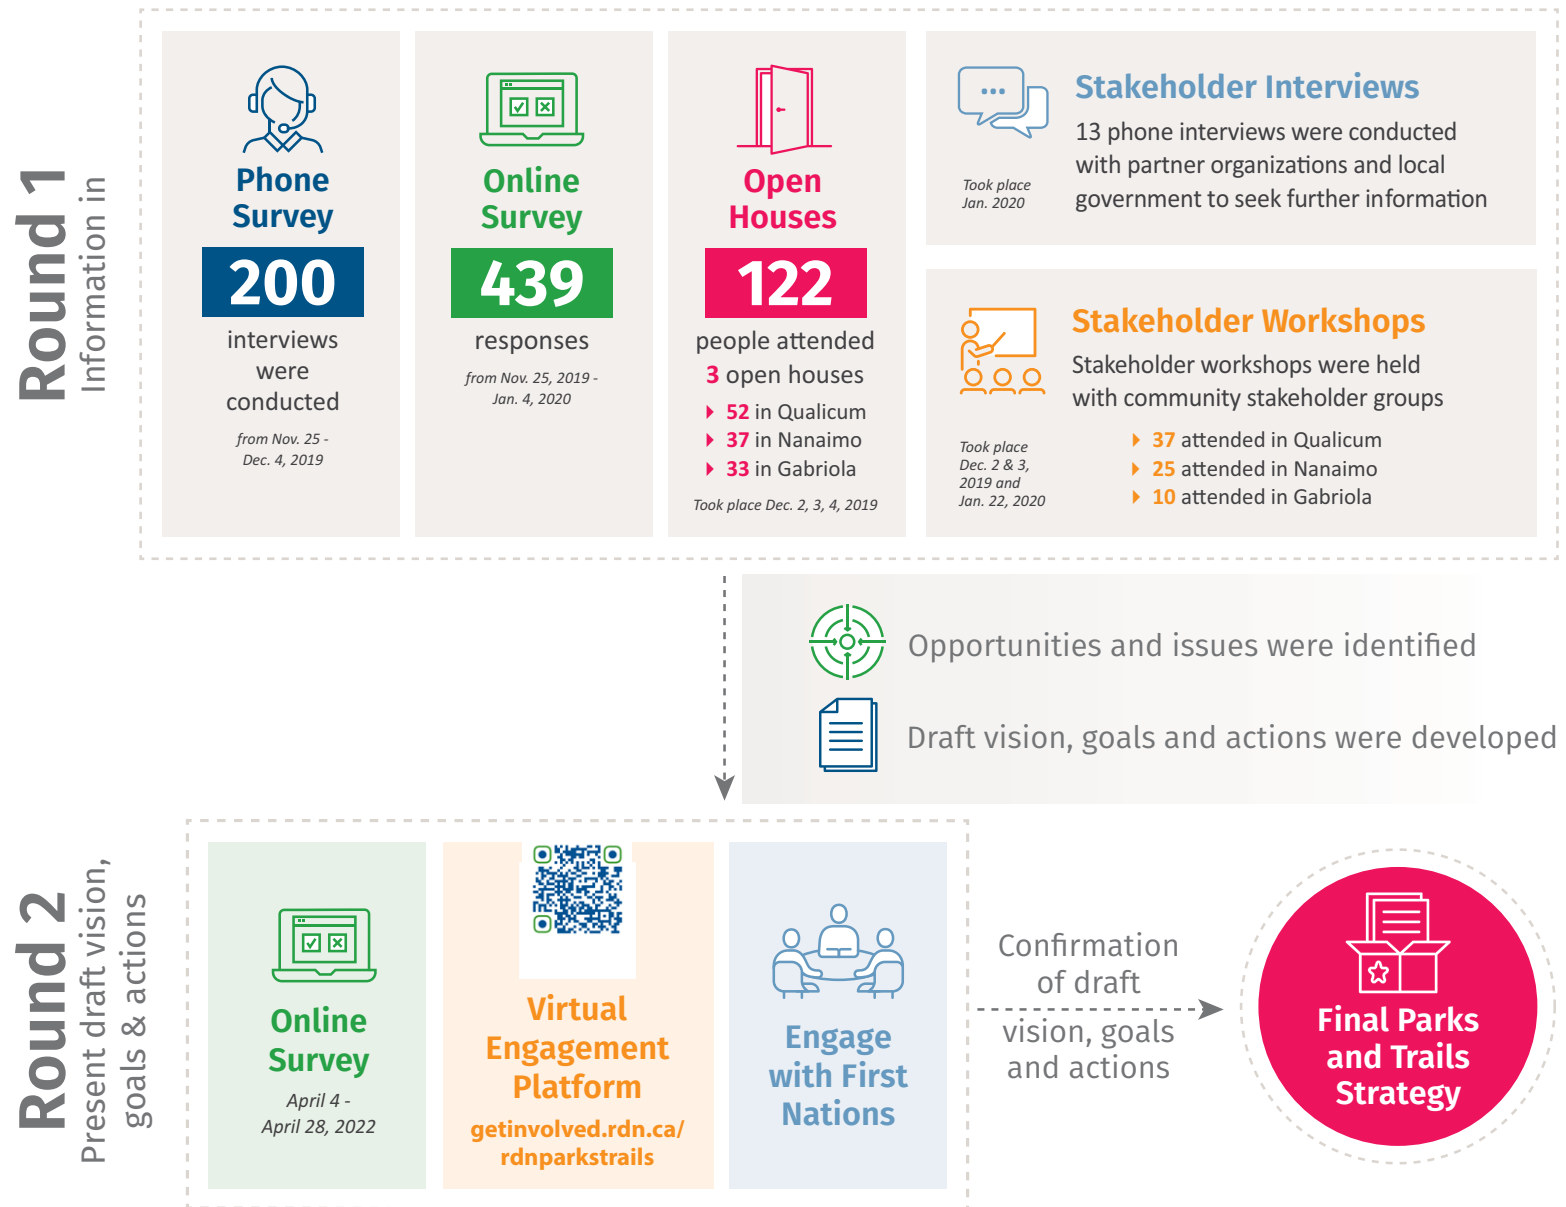 Round 1
Information in
Phone
Survey
200
interviews
were
conducted
from Nov. 25 -
Dec. 4, 2019
Online
Survey
439
responses
from Nov. 25, 2019 -
Jan. 4, 2020
Open
Houses
122
people attended
3 open houses
52 in Qualicum
37 in Nanaimo
33 in Gabriola
Took place Dec. 2, 3, 4, 2019
Stakeholder Interviews
13 phone interviews were conducted
with partner organizations and local
government to seek further information
Took place
Jan. 2020
Stakeholder Workshops
Stakeholder workshops were held
with community stakeholder groups
37 attended in Qualicum
25 attended in Nanaimo
10 attended in Gabriola
Took place
Dec. 2 & 3,
2019 and
Jan. 22, 2020
Opportunities and issues were identified
Draft vision, goals and actions were developed
Round 2
Present draft vision,
goals & actions
Online
Survey
April 4 -
April 28, 2022
Virtual
Engagement
Platform
getinvolved.rdn.ca/
rdnparkstrails
Engage
with First
Nations
Confirmation
of draft
vision, goals
and actions
Final Parks
and Trails
Strategy